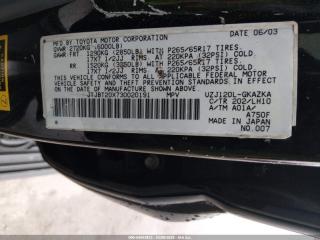 MFD BY TOYOTA MOTOR CORPORATION DATE 06/03
GVWR 2720KG (6000LB)
GAWR FRT 1290KG (2850LB) WITH P265/65R17 TIRES,
17X7 1/2JJ RIMS, AT 220KPA (32PSI) COLD.
RR WITH P265/65R17 TIRES,
17X7 1/2JJ RIMS, AT 220KPA (32PSI) COLD.
THIS VEHICLE CONFORMS TO ALL APPLICABLE FEDERAL
MOTOR VEHICLE SAFETY, BUMPER, AND THEFT
PREVENTION STANDARDS IN EFFECT ON THE DATE OF
MANUFACTURE SHOWN ABOVE.
JTJBT20X730020191 MPV UZJ120L-GKAZKA
C/TR 202/LH10
A/TM A01A/
A750F
MADE IN JAPAN
NO.007